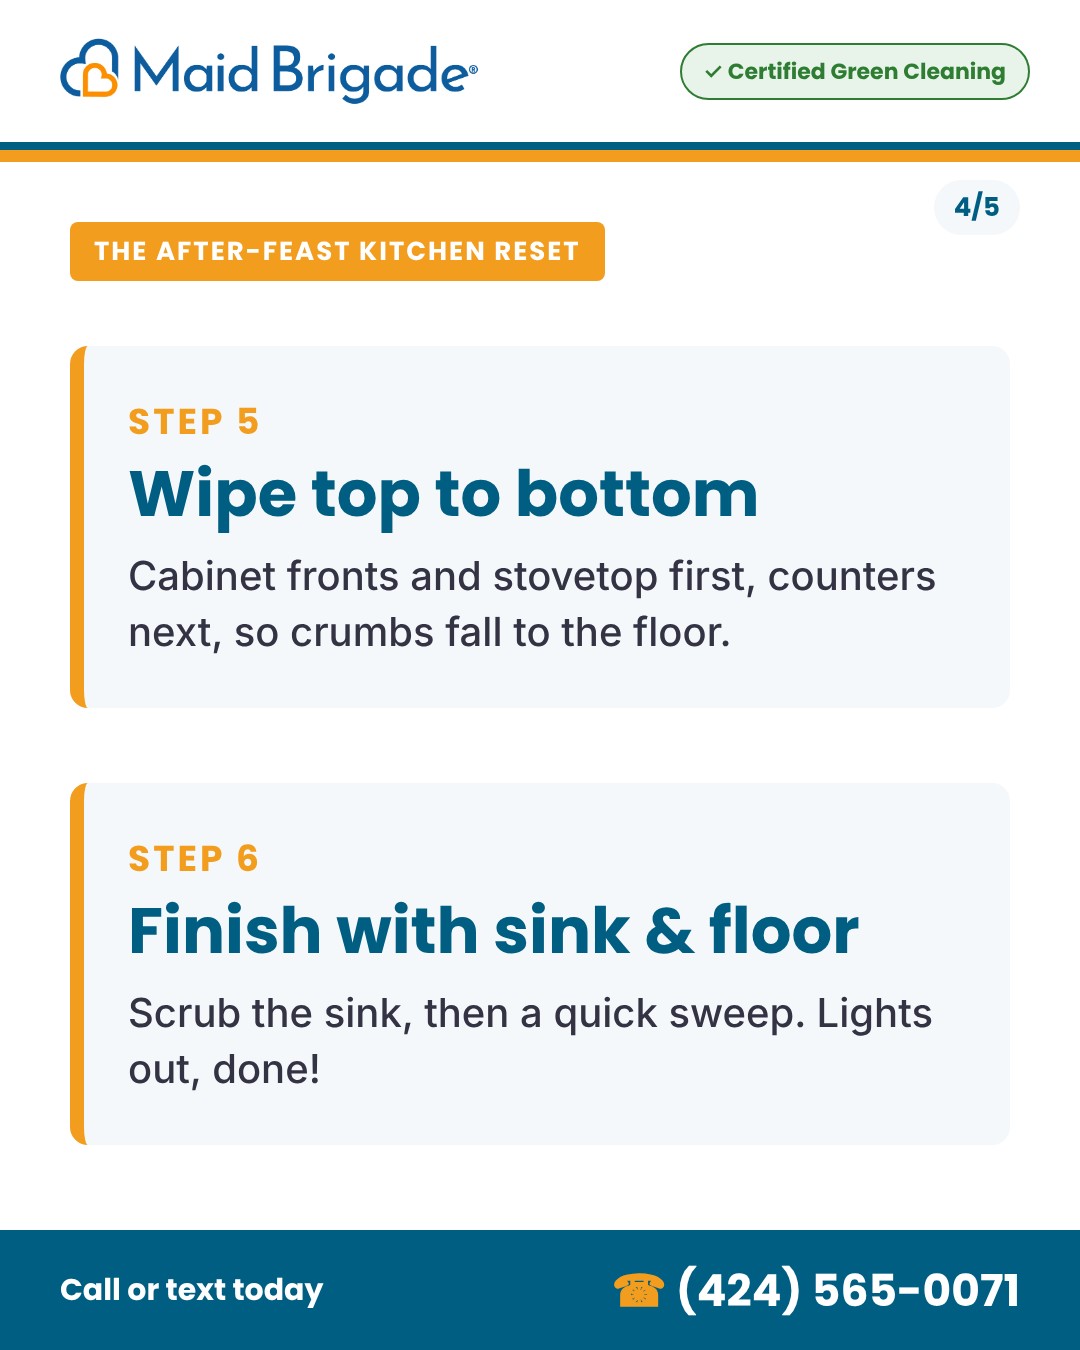 Maid Brigade®
✓ Certified Green Cleaning
4/5
THE AFTER-FEAST KITCHEN RESET
STEP 5
Wipe top to bottom
Cabinet fronts and stovetop first, counters
next, so crumbs fall to the floor.
STEP 6
Finish with sink & floor
Scrub the sink, then a quick sweep. Lights
out, done!
Call or text today
☎ (424) 565-0071